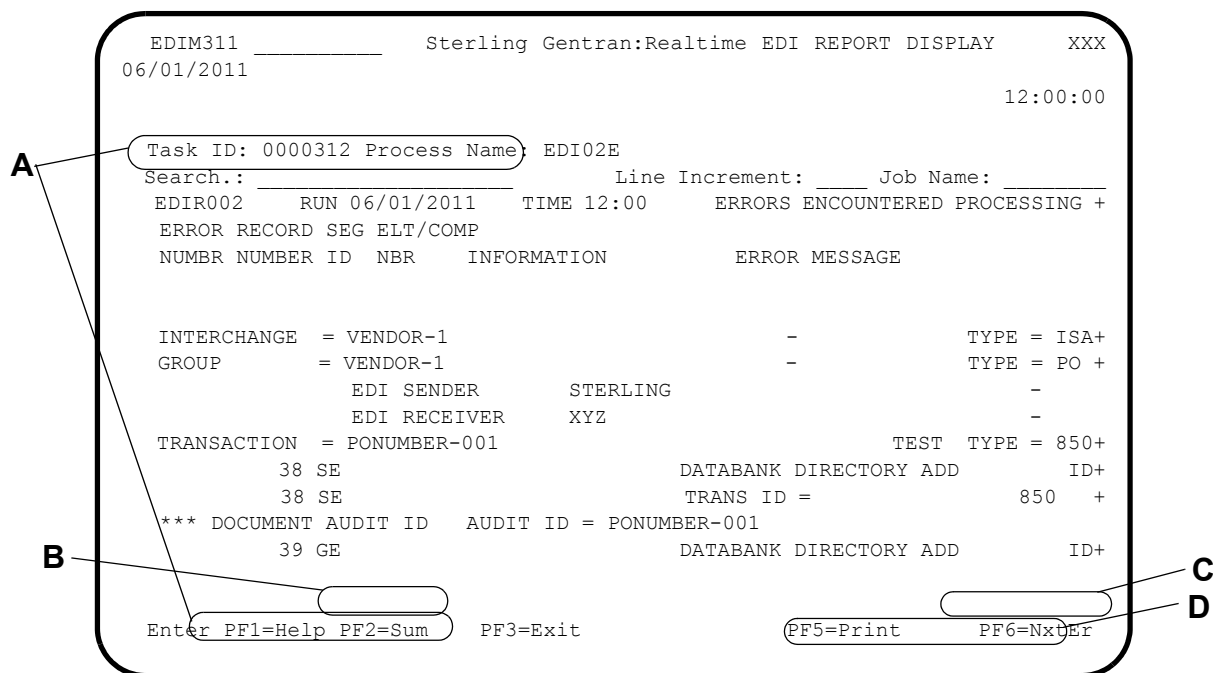 EDIM311 __________ Sterling Gentran:Realtime EDI REPORT DISPLAY XXX
06/01/2011
12:00:00
A
Task ID: 0000312 Process Name: EDI02E
Search.: ____________________ Line Increment: ____ Job Name: ________
EDIR002 RUN 06/01/2011 TIME 12:00 ERRORS ENCOUNTERED PROCESSING +
ERROR RECORD SEG ELT/COMP
NUMBR NUMBER ID NBR INFORMATION ERROR MESSAGE
INTERCHANGE = VENDOR-1 - TYPE = ISA+
GROUP = VENDOR-1 - TYPE = PO +
EDI SENDER STERLING -
EDI RECEIVER XYZ -
TRANSACTION = PONUMBER-001 TEST TYPE = 850+
38 SE DATABANK DIRECTORY ADD ID+
38 SE TRANS ID = 850 +
*** DOCUMENT AUDIT ID AUDIT ID = PONUMBER-001
39 GE DATABANK DIRECTORY ADD ID+
B
C
D
Enter PF1=Help PF2=Sum PF3=Exit PF5=Print PF6=NxtEr